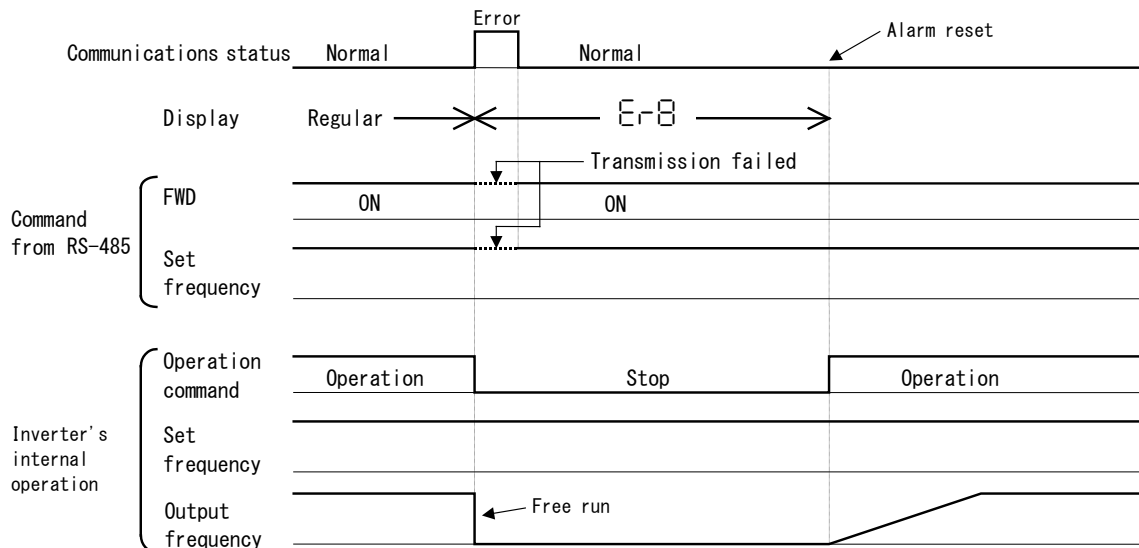 Error
Communications status Normal Normal Alarm reset
Display Regular Er8
Transmission failed
FWD ON ON
Command
from RS-485
Set
frequency
Operation
command Operation Stop Operation
Inverter's
internal
operation
Set
frequency
Output
frequency
Free run